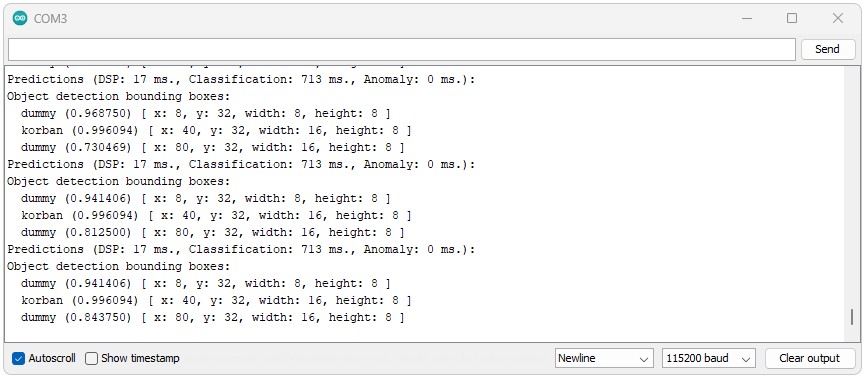 COM3
Send
Predictions (DSP: 17 ms., Classification: 713 ms., Anomaly: 0 ms.):
Object detection bounding boxes:
  dummy (0.968750) [ x: 8, y: 32, width: 8, height: 8 ]
  korban (0.996094) [ x: 40, y: 32, width: 16, height: 8 ]
  dummy (0.730469) [ x: 80, y: 32, width: 16, height: 8 ]
Predictions (DSP: 17 ms., Classification: 713 ms., Anomaly: 0 ms.):
Object detection bounding boxes:
  dummy (0.941406) [ x: 8, y: 32, width: 8, height: 8 ]
  korban (0.996094) [ x: 40, y: 32, width: 16, height: 8 ]
  dummy (0.812500) [ x: 80, y: 32, width: 16, height: 8 ]
Predictions (DSP: 17 ms., Classification: 713 ms., Anomaly: 0 ms.):
Object detection bounding boxes:
  dummy (0.941406) [ x: 8, y: 32, width: 8, height: 8 ]
  korban (0.996094) [ x: 40, y: 32, width: 16, height: 8 ]
  dummy (0.843750) [ x: 80, y: 32, width: 16, height: 8 ]
Autoscroll Show timestamp Newline 115200 baud Clear output